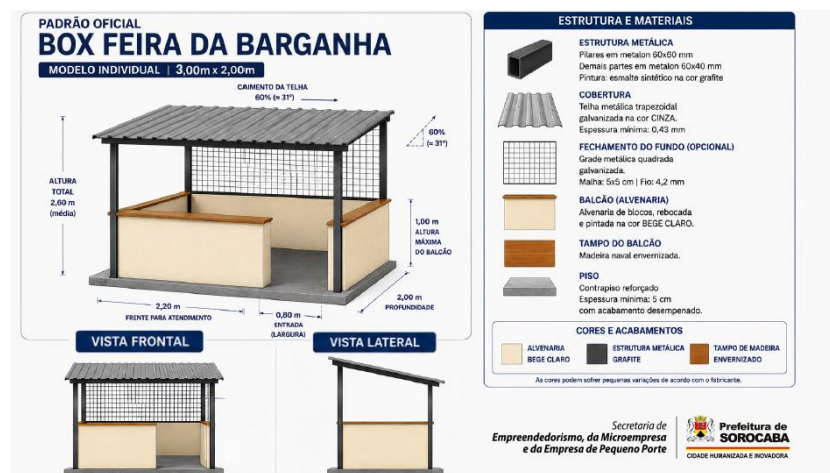 PADRÃO OFICIAL
BOX FEIRA DA BARGANHA
MODELO INDIVIDUAL | 3,00m x 2,00m
CAIMENTO DA TELHA
60% (≈ 31°)
60%
(≈ 31°)
ALTURA
TOTAL
2,60 m
(média)
1,00 m
ALTURA
MÁXIMA
DO BALCÃO
2,20 m
FRENTE PARA ATENDIMENTO
0,80 m
ENTRADA
(LARGURA)
2,00 m
PROFUNDIDADE
VISTA FRONTAL
VISTA LATERAL
ESTRUTURA E MATERIAIS
ESTRUTURA METÁLICA
Pilares em metalon 60x60 mm
Demais partes em metalon 60x40 mm
Pintura: esmalte sintético na cor grafite
COBERTURA
Telha metálica trapezoidal
galvanizada na cor CINZA.
Espessura mínima: 0,43 mm
FECHAMENTO DO FUNDO (OPCIONAL)
Grade metálica quadrada
galvanizada.
Malha: 5x5 cm | Fio: 4,2 mm
BALCÃO (ALVENARIA)
Alvenaria de blocos, rebocada
e pintada na cor BEGE CLARO.
TAMPO DO BALCÃO
Madeira naval envernizada.
PISO
Contrapiso reforçado
Espessura mínima: 5 cm
com acabamento desempenado.
CORES E ACABAMENTOS
ALVENARIA
BEGE CLARO
ESTRUTURA METÁLICA
GRAFITE
TAMPO DE MADEIRA
ENVERNIZADO
As cores podem sofrer pequenas variações de acordo com o fabricante.
Secretaria de
Empreendedorismo, da Microempresa
e da Empresa de Pequeno Porte
Prefeitura de
SOROCABA
CIDADE HUMANIZADA E INOVADORA